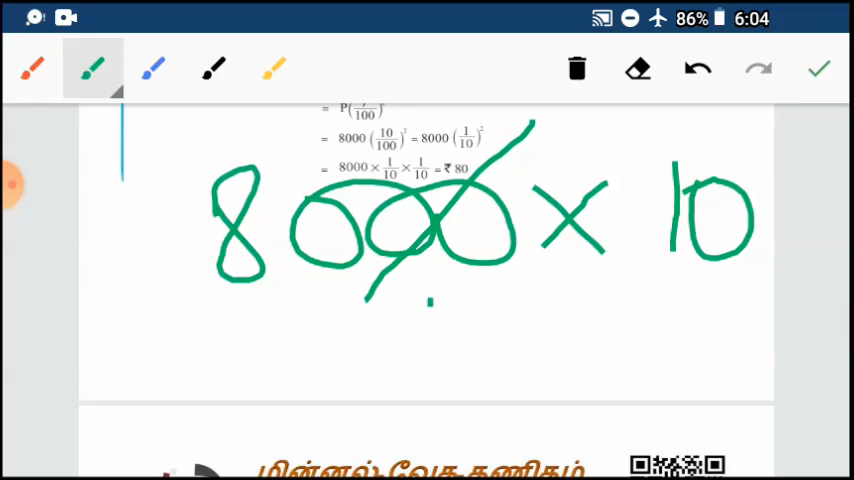 86% 6:04
= P(r/100)²
= 8000 (10/100)² = 8000 (1/10)²
= 8000 × 1/10 × 1/10 = ₹ 80
8000 × 10
மின்னல் வேக கணிதம்